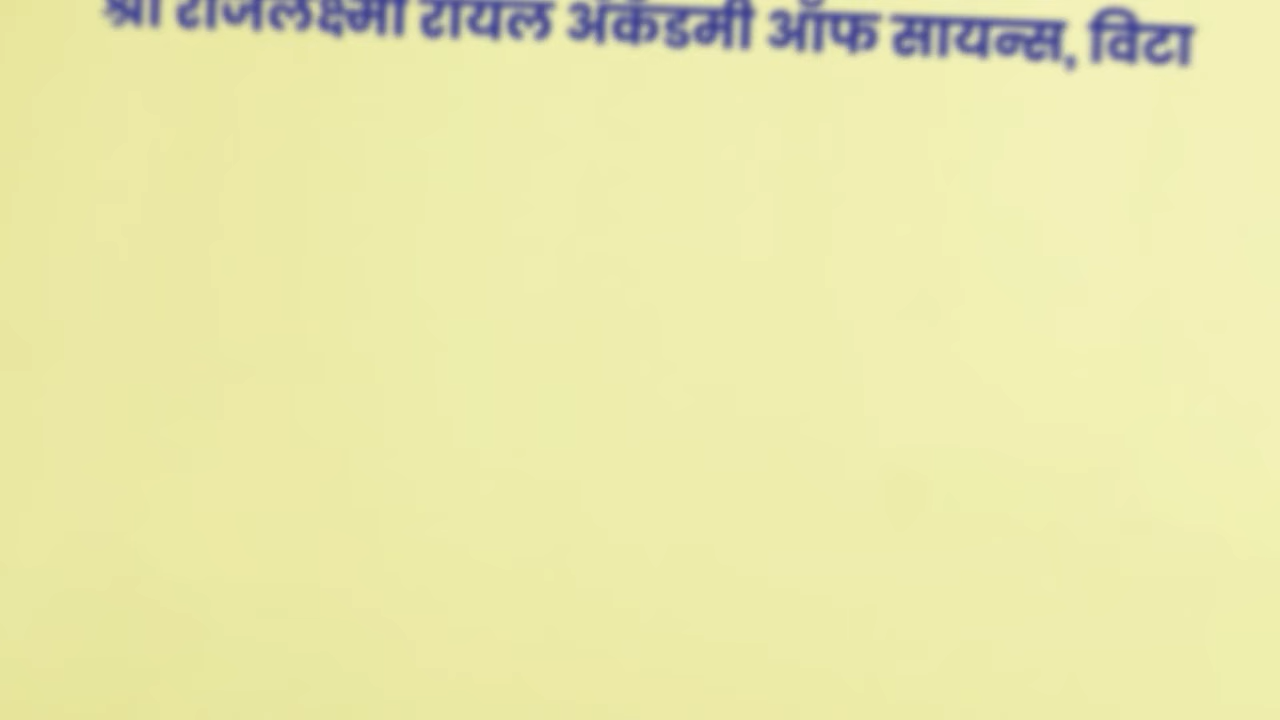 श्री राजलक्ष्मी रॉयल अकॅडमी ऑफ सायन्स, विटा